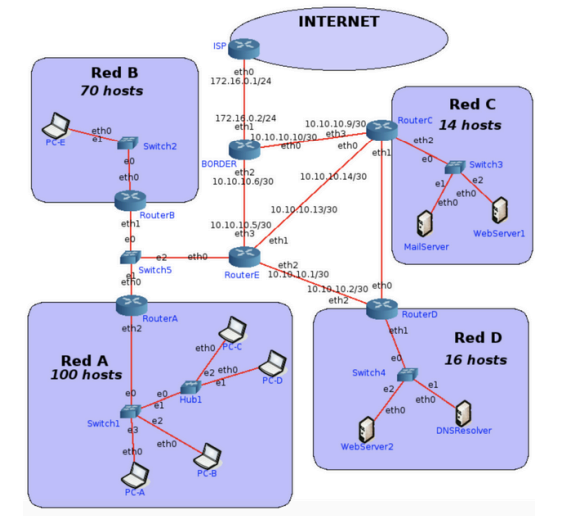 INTERNET
ISP
eth0
172.16.0.1/24
Red B
70 hosts
eth0
e1
PC-E
Switch2
e0
eth0
RouterB
eth1
e0
e2
eth0
Switch5
e1
eth0
RouterA
eth2
172.16.0.2/24
eth1
10.10.10.10/30
eth0
BORDER
eth2
10.10.10.6/30
10.10.10.9/30
eth3
eth0
RouterC
eth2
eth1
10.10.10.14/30
10.10.10.13/30
10.10.10.5/30
eth3
eth1
RouterE
eth2
10.10.10.1/30
10.10.10.2/30
eth2
eth0
RouterD
eth1
Red C
14 hosts
e0
Switch3
e1
e2
eth0
eth0
MailServer
WebServer1
Red A
100 hosts
eth0
PC-C
e2
eth0
e1
PC-D
e0
e0
e1
Hub1
Switch1
e2
e3
eth0
eth0
PC-B
PC-A
Red D
16 hosts
e0
Switch4
e2
e1
eth0
eth0
DNSResolver
WebServer2